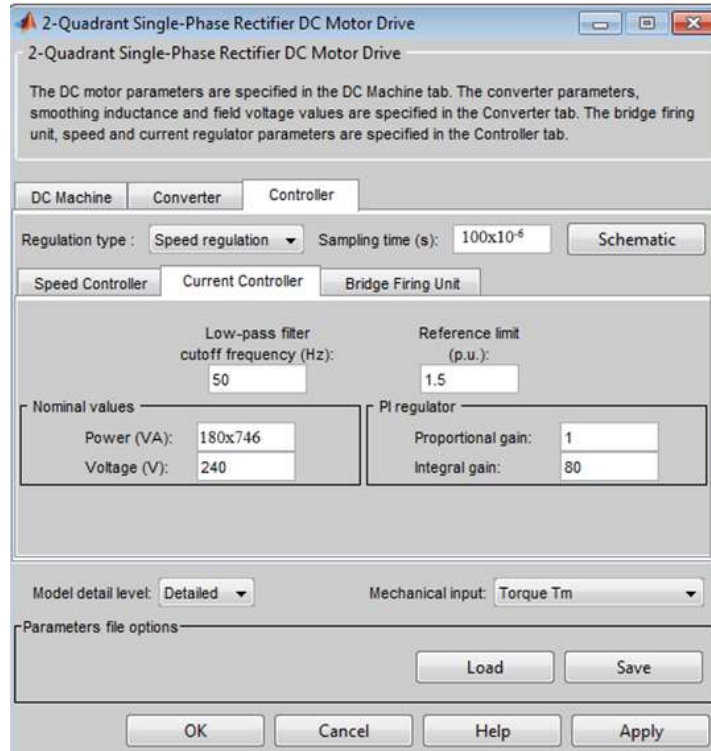 2-Quadrant Single-Phase Rectifier DC Motor Drive
2-Quadrant Single-Phase Rectifier DC Motor Drive
The DC motor parameters are specified in the DC Machine tab. The converter parameters,
smoothing inductance and field voltage values are specified in the Converter tab. The bridge firing
unit, speed and current regulator parameters are specified in the Controller tab.
DC Machine Converter Controller
Regulation type : Speed regulation Sampling time (s): 100x10⁻⁶ Schematic
Speed Controller Current Controller Bridge Firing Unit
Low-pass filter Reference limit
cutoff frequency (Hz): (p.u.):
50 1.5
Nominal values PI regulator
Power (VA): 180x746 Proportional gain: 1
Voltage (V): 240 Integral gain: 80
Model detail level: Detailed Mechanical input: Torque Tm
Parameters file options
Load Save
OK Cancel Help Apply